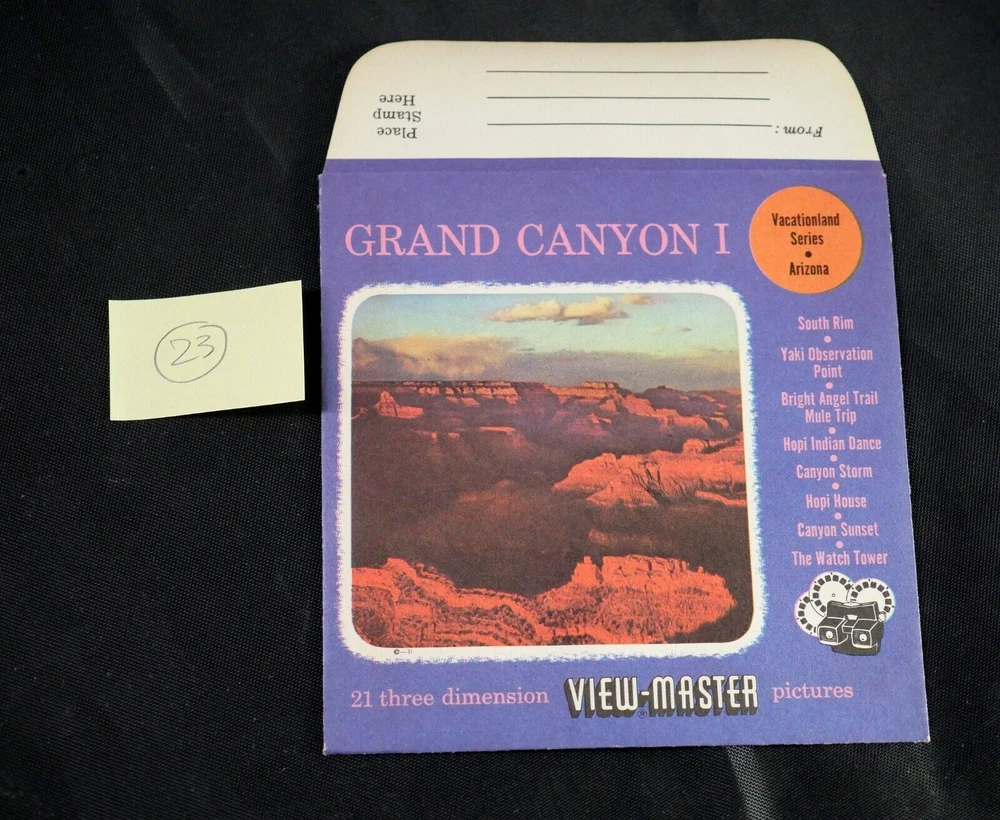 From:
Place
Stamp
Here
GRAND CANYON I
Vacationland
Series
•
Arizona
23
South Rim
•
Yaki Observation
Point
•
Bright Angel Trail
Mule Trip
•
Hopi Indian Dance
•
Canyon Storm
•
Hopi House
•
Canyon Sunset
•
The Watch Tower
21 three dimension VIEW-MASTER ® pictures